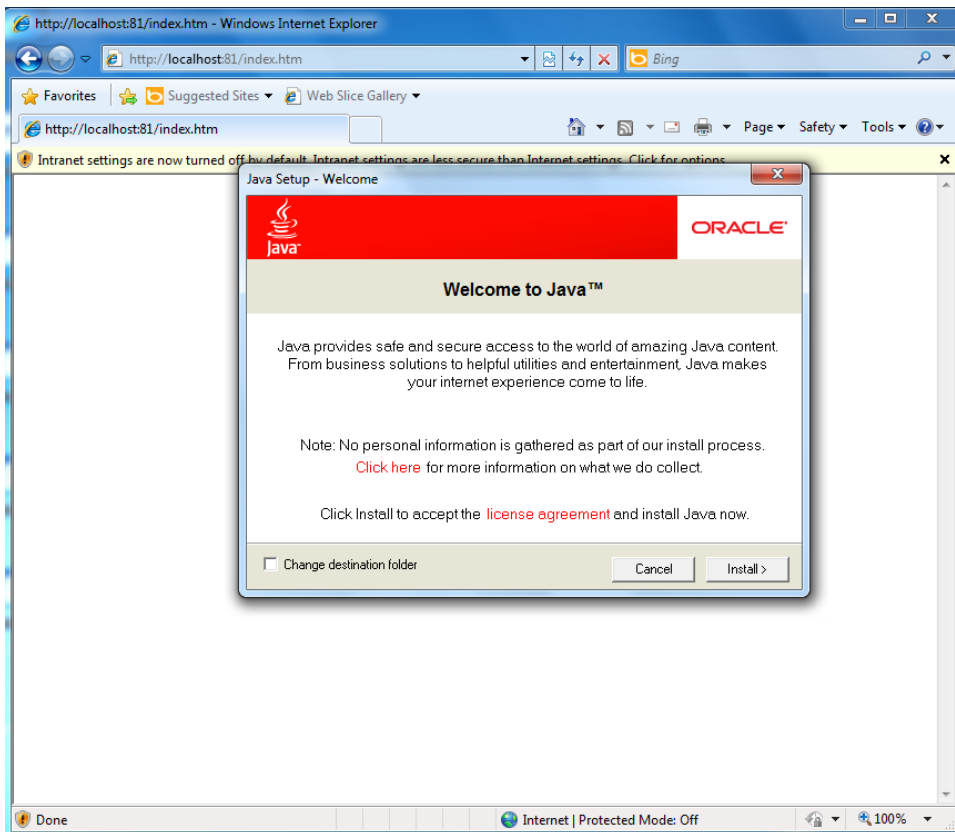 http://localhost:81/index.htm - Windows Internet Explorer
http://localhost:81/index.htm
Bing
Favorites
Suggested Sites
Web Slice Gallery
http://localhost:81/index.htm
Page
Safety
Tools
Intranet settings are now turned off by default. Intranet settings are less secure than Internet settings. Click for options...
Java Setup - Welcome
Java
ORACLE
Welcome to Java™
Java provides safe and secure access to the world of amazing Java content.
From business solutions to helpful utilities and entertainment, Java makes
your internet experience come to life.
Note: No personal information is gathered as part of our install process.
Click here for more information on what we do collect.
Click Install to accept the license agreement and install Java now.
Change destination folder
Cancel
Install >
Done
Internet | Protected Mode: Off
100%